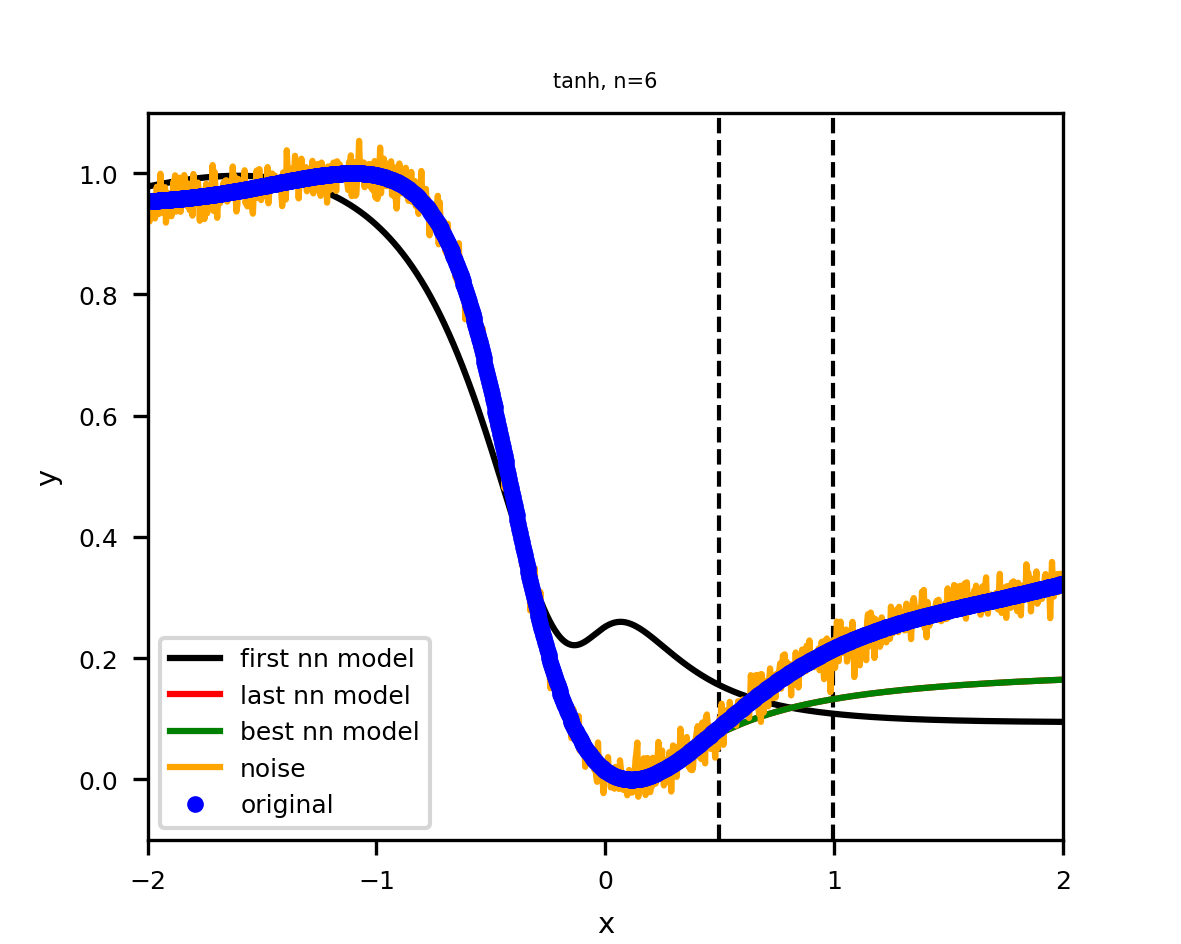 tanh, n=6
1.0
0.8
0.6
0.4
0.2
0.0
y
first nn model
last nn model
best nn model
noise
original
−2
−1
0
1
2
x